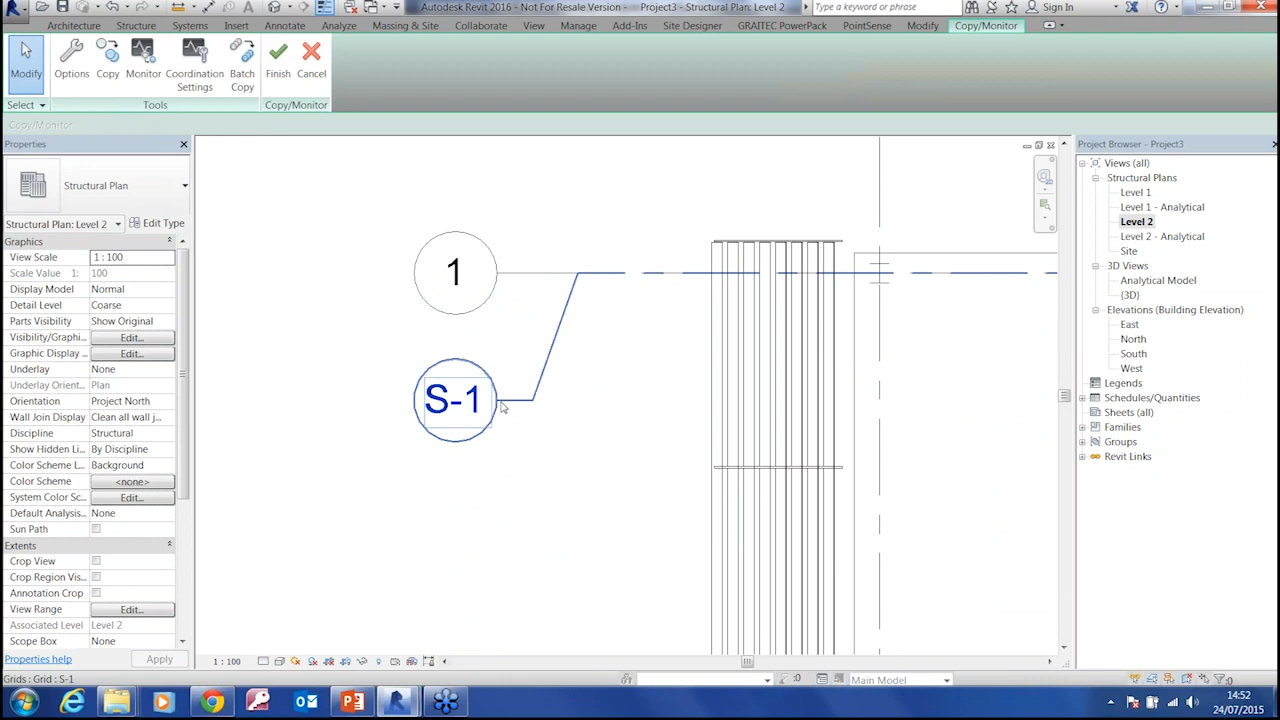 Autodesk Revit 2016 - Not For Resale Version - Project3 - Structural Plan: Level 2
Type a keyword or phrase
Sign In
Architecture Structure Systems Insert Annotate Analyze Massing & Site Collaborate View Manage Add-Ins Site Designer GRAITEC PowerPack PointSense Modify Copy/Monitor
Modify Options Copy Monitor Coordination Settings Batch Copy Finish Cancel
Select Tools Copy/Monitor
Copy/Monitor
Properties
Structural Plan
Structural Plan: Level 2 Edit Type
Graphics
View Scale 1 : 100
Scale Value 1: 100
Display Model Normal
Detail Level Coarse
Parts Visibility Show Original
Visibility/Graphi... Edit...
Graphic Display ... Edit...
Underlay None
Underlay Orient... Plan
Orientation Project North
Wall Join Display Clean all wall j...
Discipline Structural
Show Hidden Li... By Discipline
Color Scheme L... Background
Color Scheme <none>
System Color Sc... Edit...
Default Analysis... None
Sun Path
Extents
Crop View
Crop Region Vis...
Annotation Crop
View Range Edit...
Associated Level Level 2
Scope Box None
Properties help Apply
1
S-1
Project Browser - Project3
Views (all)
Structural Plans
Level 1
Level 1 - Analytical
Level 2
Level 2 - Analytical
Site
3D Views
Analytical Model
{3D}
Elevations (Building Elevation)
East
North
South
West
Legends
Schedules/Quantities
Sheets (all)
Families
Groups
Revit Links
1 : 100
Grids : Grid : S-1
:0
Main Model
:0
14:52
24/07/2015